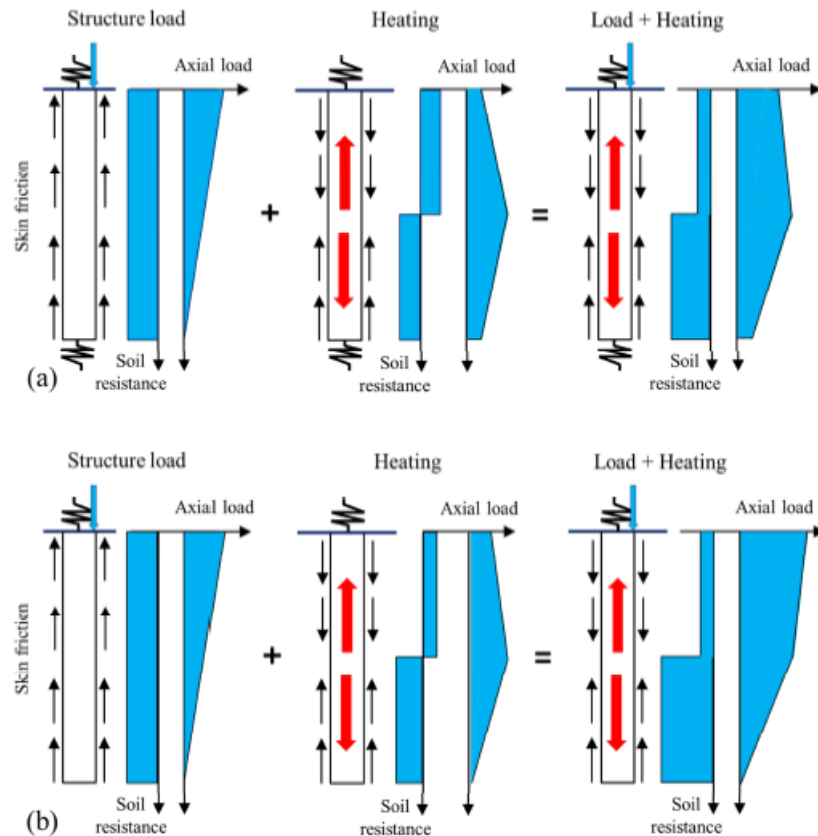 Structure load
Heating
Load + Heating
Axial load
Axial load
Axial load
Skin friction
+
=
Soil
resistance
Soil
resistance
Soil
resistance
(a)
Structure load
Heating
Load + Heating
Axial load
Axial load
Axial load
Skin friction
+
=
Soil
resistance
Soil
resistance
Soil
resistance
(b)